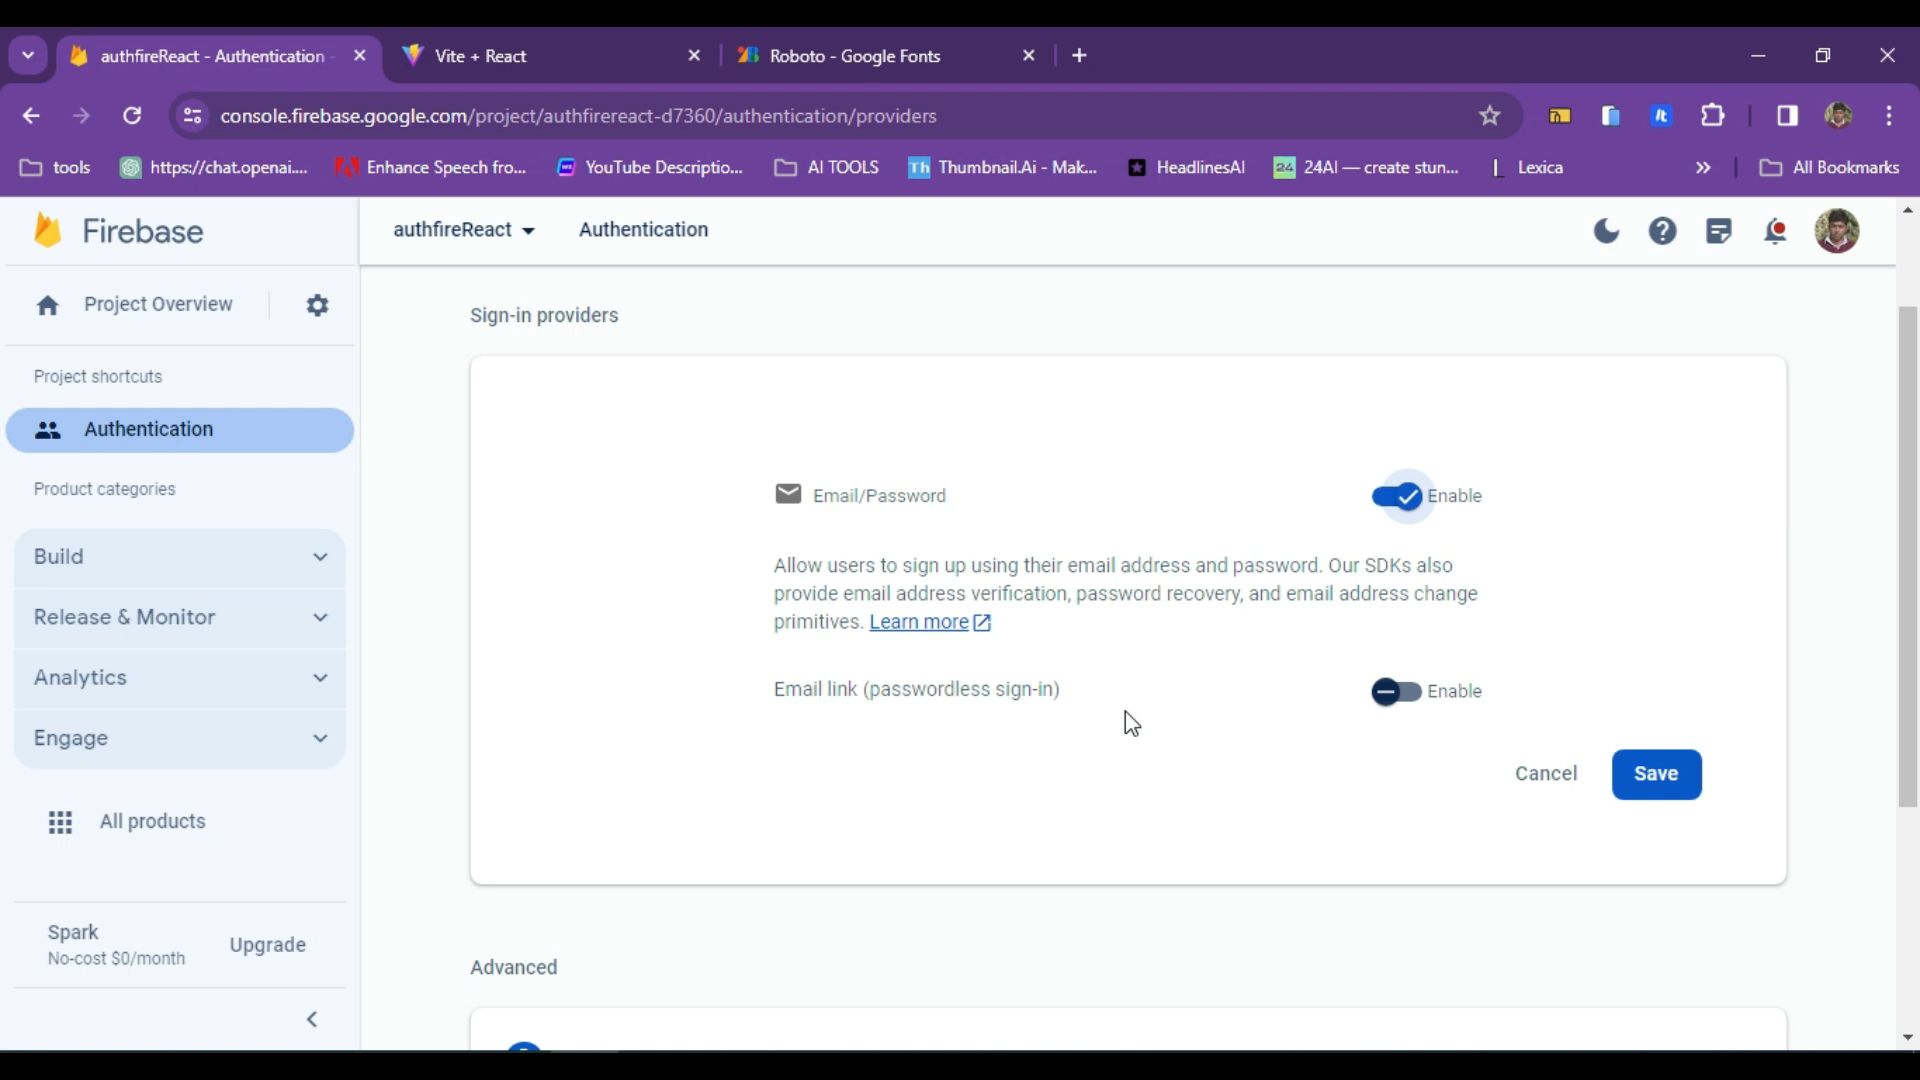 authfireReact - Authentication -
Vite + React
Roboto - Google Fonts
console.firebase.google.com/project/authfirereact-d7360/authentication/providers
tools
https://chat.openai....
Enhance Speech fro...
YouTube Descriptio...
AI TOOLS
Th
Thumbnail.Ai - Mak...
HeadlinesAI
24
24AI — create stun...
Lexica
All Bookmarks
Firebase
authfireReact
Authentication
Project Overview
Sign-in providers
Project shortcuts
Authentication
Product categories
Email/Password
Enable
Build
Allow users to sign up using their email address and password. Our SDKs also
provide email address verification, password recovery, and email address change
primitives. Learn more
Release & Monitor
Analytics
Email link (passwordless sign-in)
Enable
Engage
Cancel
Save
All products
Spark
No-cost $0/month
Upgrade
Advanced